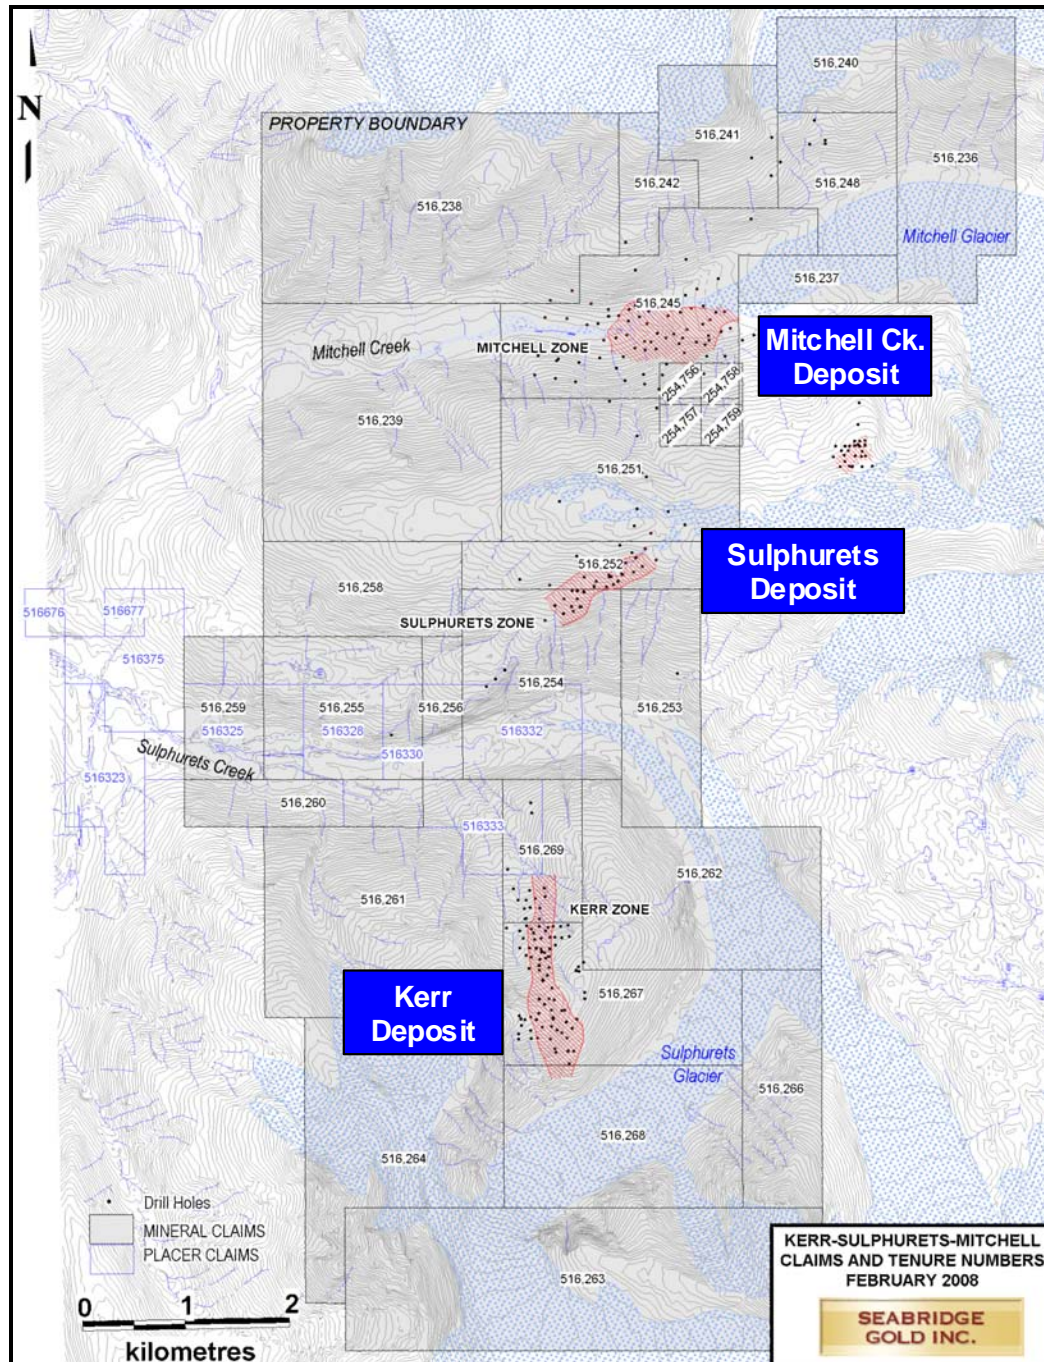 516,240
N
PROPERTY BOUNDARY
516,241
516,236
516,242
516,248
516,238
Mitchell Glacier
516,237
516,245
Mitchell Creek
MITCHELL ZONE
Mitchell Ck.
Deposit
254,756
254,758
254,757
254,759
516,239
516,251
Sulphurets
Deposit
516,252
516,258
516676
516677
SULPHURETS ZONE
516375
516,254
516,259
516,255
516,256
516,253
516325
516328
516332
516330
Sulphurets Creek
516323
516,260
516333
516,269
516,262
516,261
KERR ZONE
Kerr
Deposit
516,267
Sulphurets
Glacier
516,266
516,268
516,264
Drill Holes
MINERAL CLAIMS
PLACER CLAIMS
516,263
0 1 2
kilometres
KERR-SULPHURETS-MITCHELL
CLAIMS AND TENURE NUMBERS
FEBRUARY 2008
SEABRIDGE
GOLD INC.